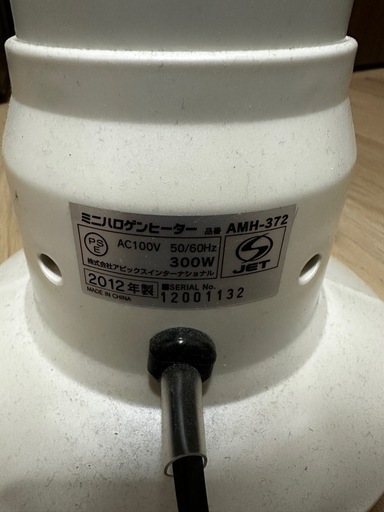 ミニハロゲンヒーター 品番 AMH-372
PS E AC100V 50/60Hz
300W
株式会社アピックスインターナショナル
S JET
2012年製 ■SERIAL No.
MADE IN CHINA 12001132